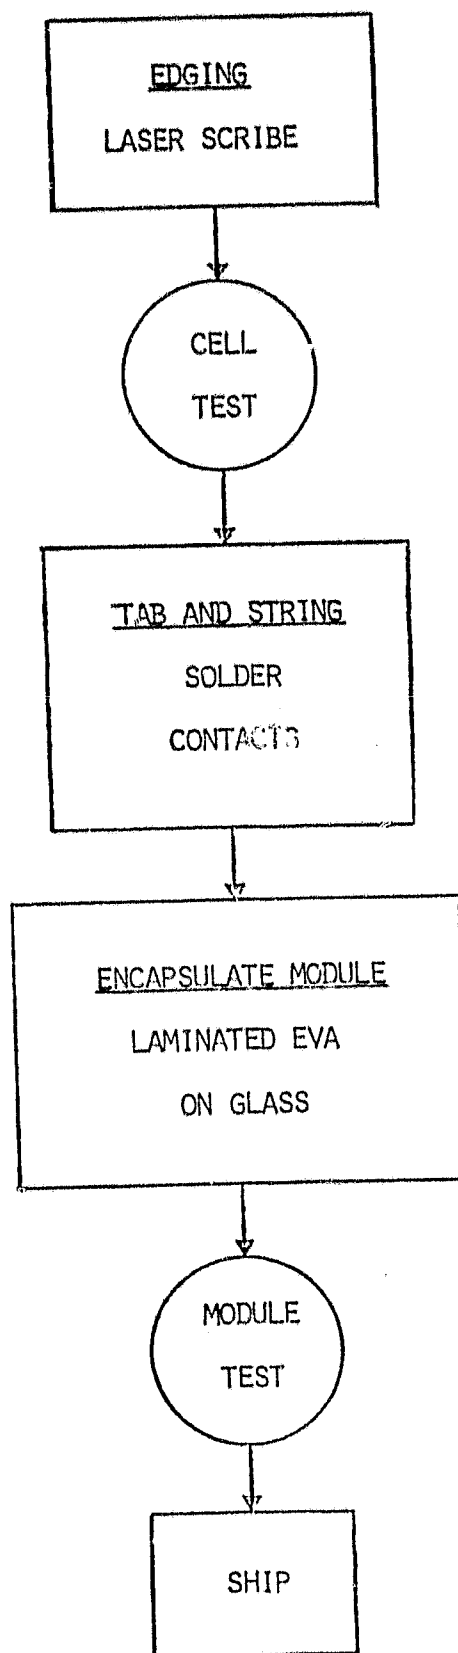 EDGING
LASER SCRIBE
CELL
TEST
TAB AND STRING
SOLDER
CONTACTS
ENCAPSULATE MODULE
LAMINATED EVA
ON GLASS
MODULE
TEST
SHIP